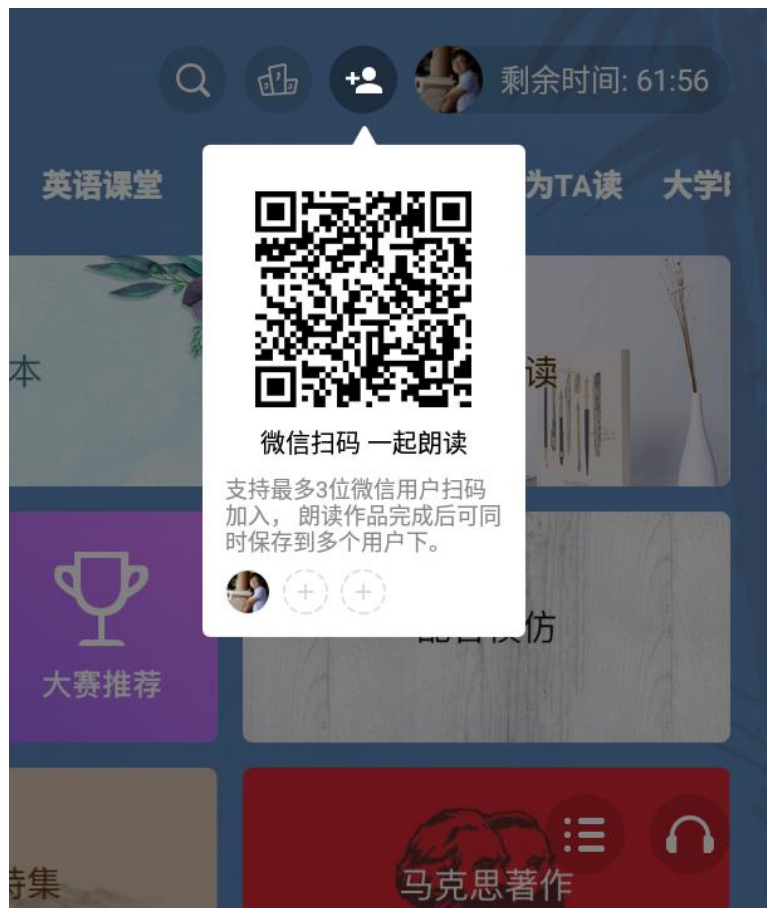 剩余时间: 61:56
英语课堂
为TA读
大学
本
读
微信扫码 一起朗读
支持最多3位微信用户扫码
加入， 朗读作品完成后可同
时保存到多个用户下。
大赛推荐
仿
诗集
马克思著作